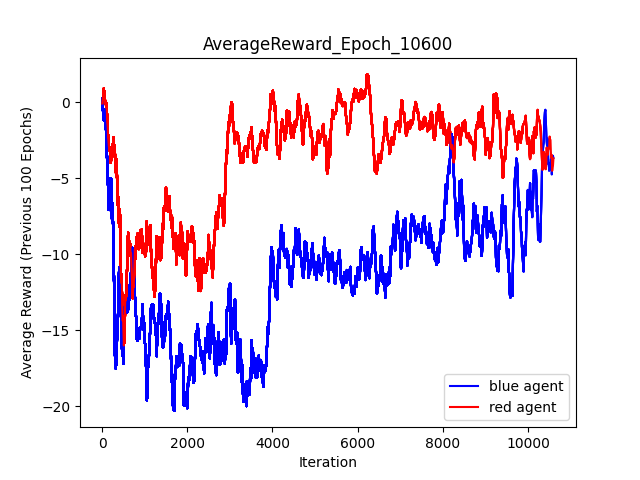 AverageReward_Epoch_10600
Average Reward (Previous 100 Epochs)
0
−5
−10
−15
−20
0
2000
4000
6000
8000
10000
Iteration
blue agent
red agent